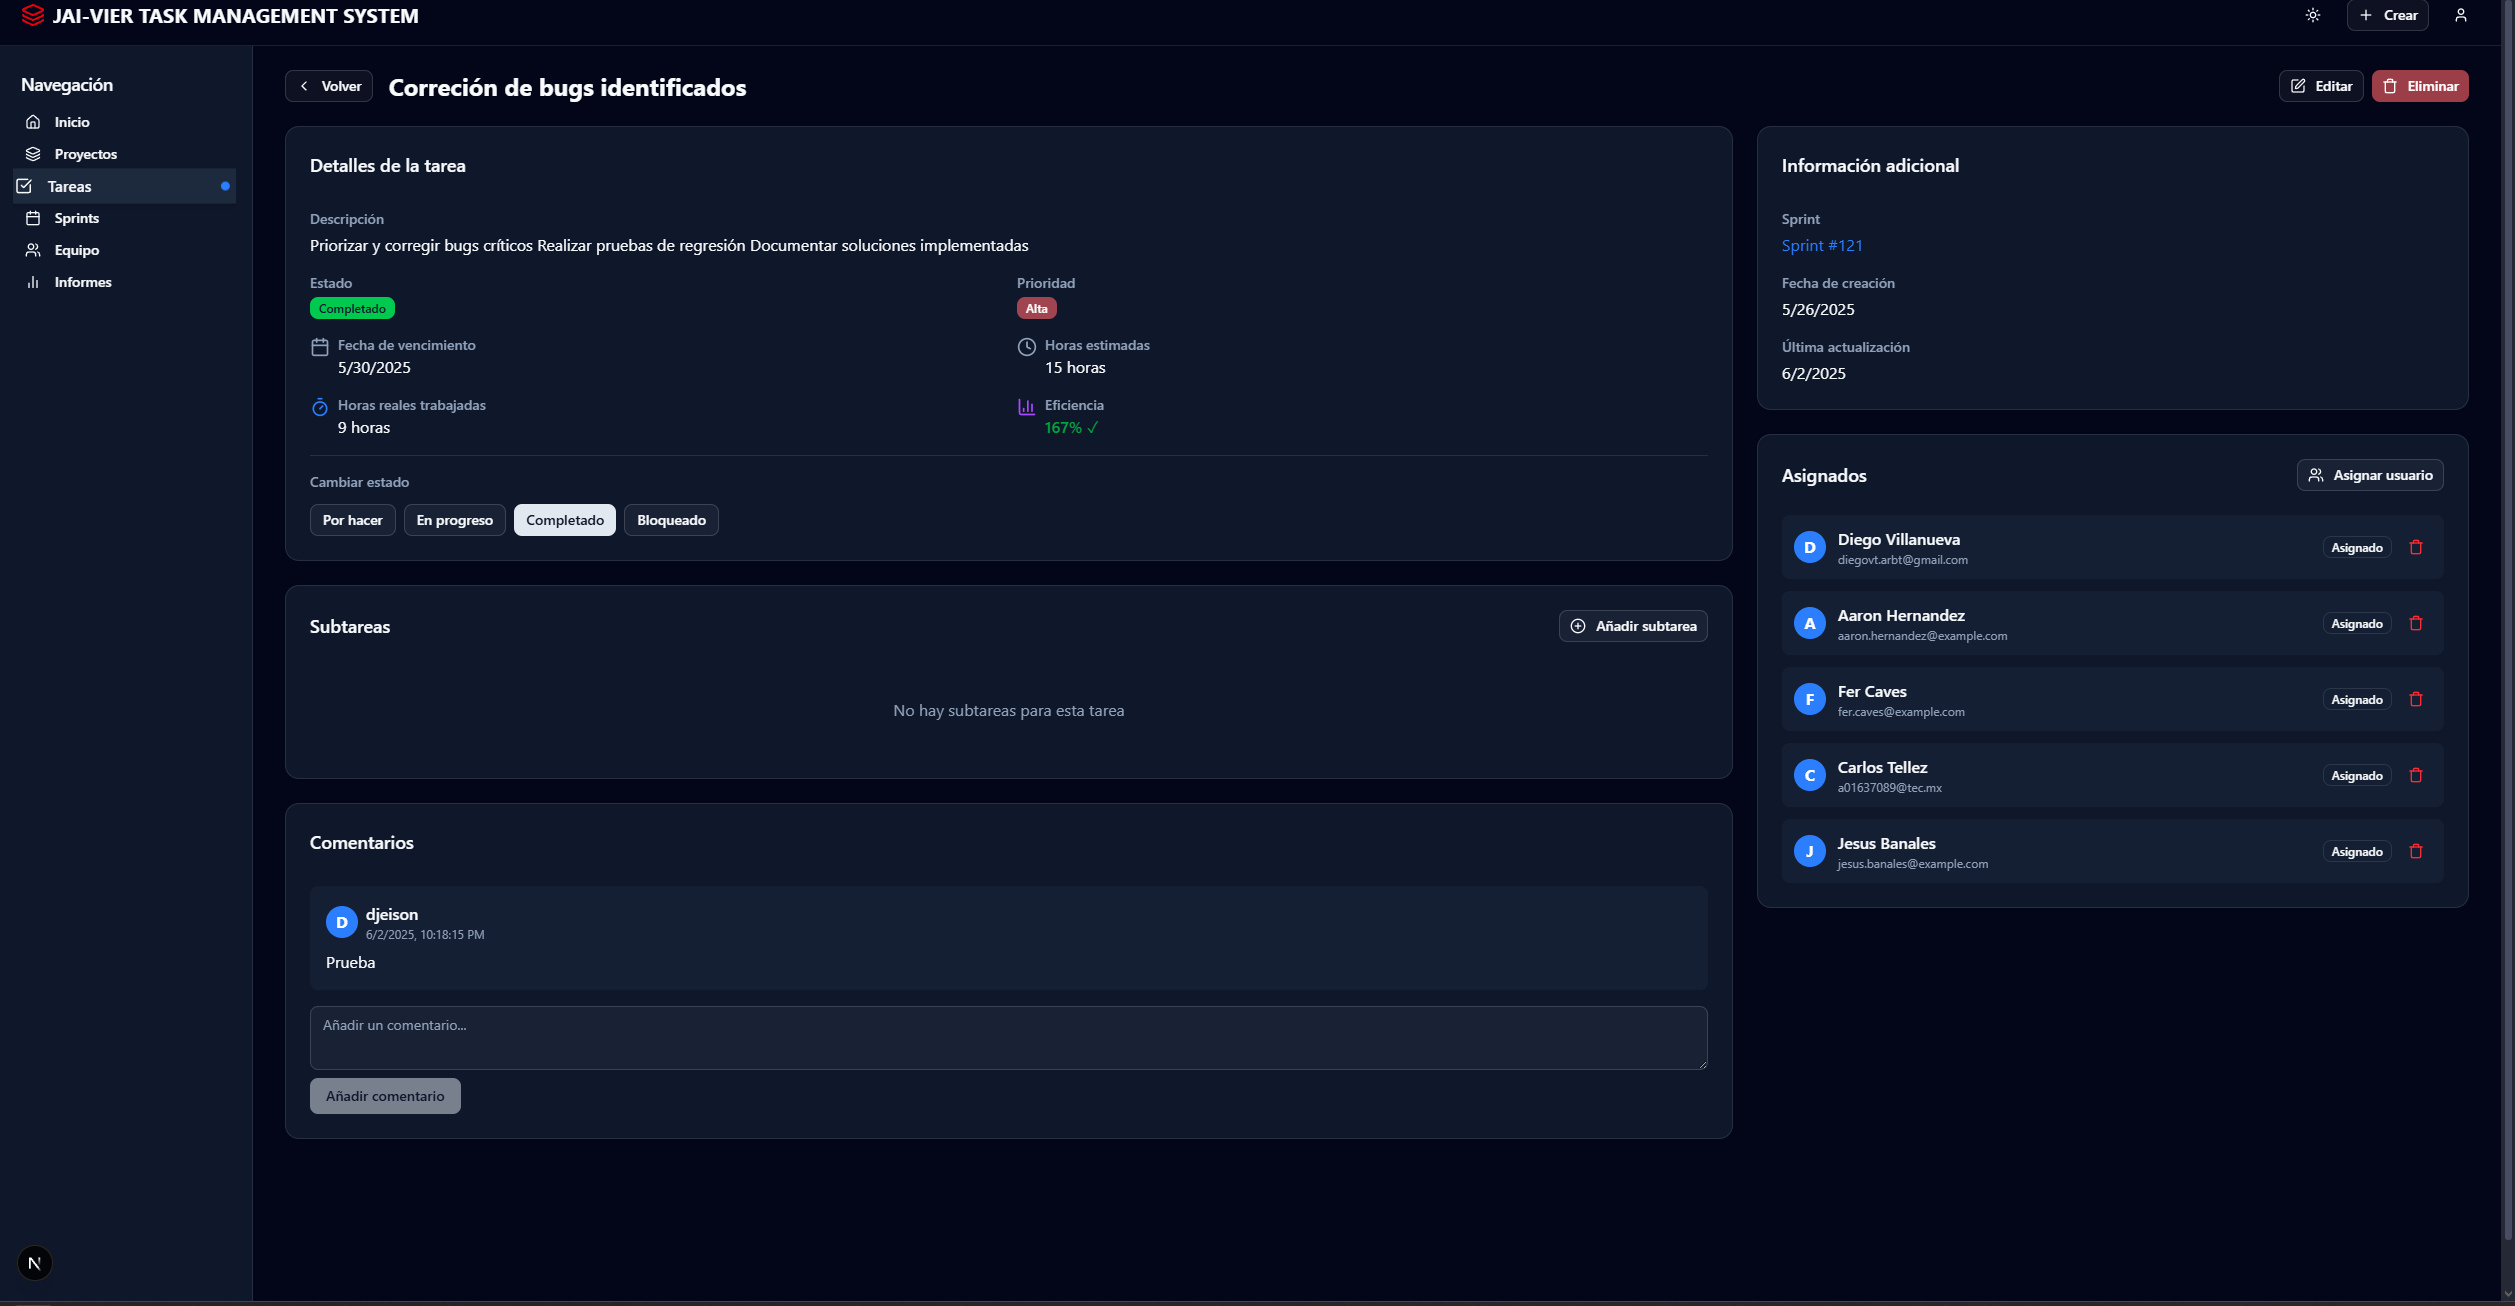 JAI-VIER TASK MANAGEMENT SYSTEM
Crear
Navegación
Inicio
Proyectos
Tareas
Sprints
Equipo
Informes
Volver
Correción de bugs identificados
Editar
Eliminar
Detalles de la tarea
Descripción
Priorizar y corregir bugs críticos Realizar pruebas de regresión Documentar soluciones implementadas
Estado
Completado
Prioridad
Alta
Fecha de vencimiento
5/30/2025
Horas estimadas
15 horas
Horas reales trabajadas
9 horas
Eficiencia
167% ✓
Cambiar estado
Por hacer
En progreso
Completado
Bloqueado
Subtareas
Añadir subtarea
No hay subtareas para esta tarea
Comentarios
D
djeison
6/2/2025, 10:18:15 PM
Prueba
Añadir un comentario...
Añadir comentario
Información adicional
Sprint
Sprint #121
Fecha de creación
5/26/2025
Última actualización
6/2/2025
Asignados
Asignar usuario
D
Diego Villanueva
diegovt.arbt@gmail.com
Asignado
A
Aaron Hernandez
aaron.hernandez@example.com
Asignado
F
Fer Caves
fer.caves@example.com
Asignado
C
Carlos Tellez
a01637089@tec.mx
Asignado
J
Jesus Banales
jesus.banales@example.com
Asignado
N